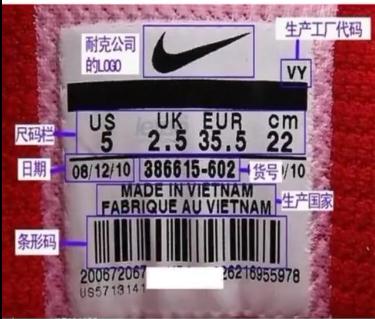 生产工厂代码
耐克公司
的LOGO
VY
US UK EUR cm
尺码栏
5 2.5 35.5 22
日期 08/12/10 386615-602 货号 /10
MADE IN VIETNAM
FABRIQUE AU VIETNAM
生产国家
条形码
20067206 26216955978
US5713141